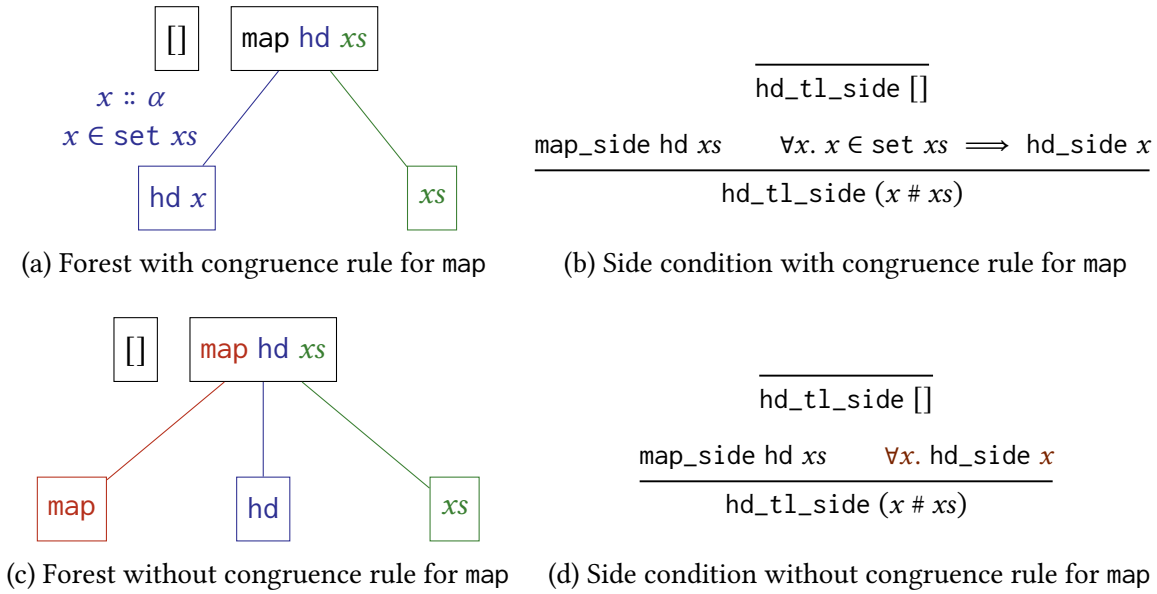 []
map hd xs
x :: α
x ∈ set xs
hd x
xs
(a) Forest with congruence rule for map
hd_tl_side []
map_side hd xs ∀x. x ∈ set xs ⟹ hd_side x
hd_tl_side (x # xs)
(b) Side condition with congruence rule for map
[]
map hd xs
map
hd
xs
(c) Forest without congruence rule for map
hd_tl_side []
map_side hd xs ∀x. hd_side x
hd_tl_side (x # xs)
(d) Side condition without congruence rule for map